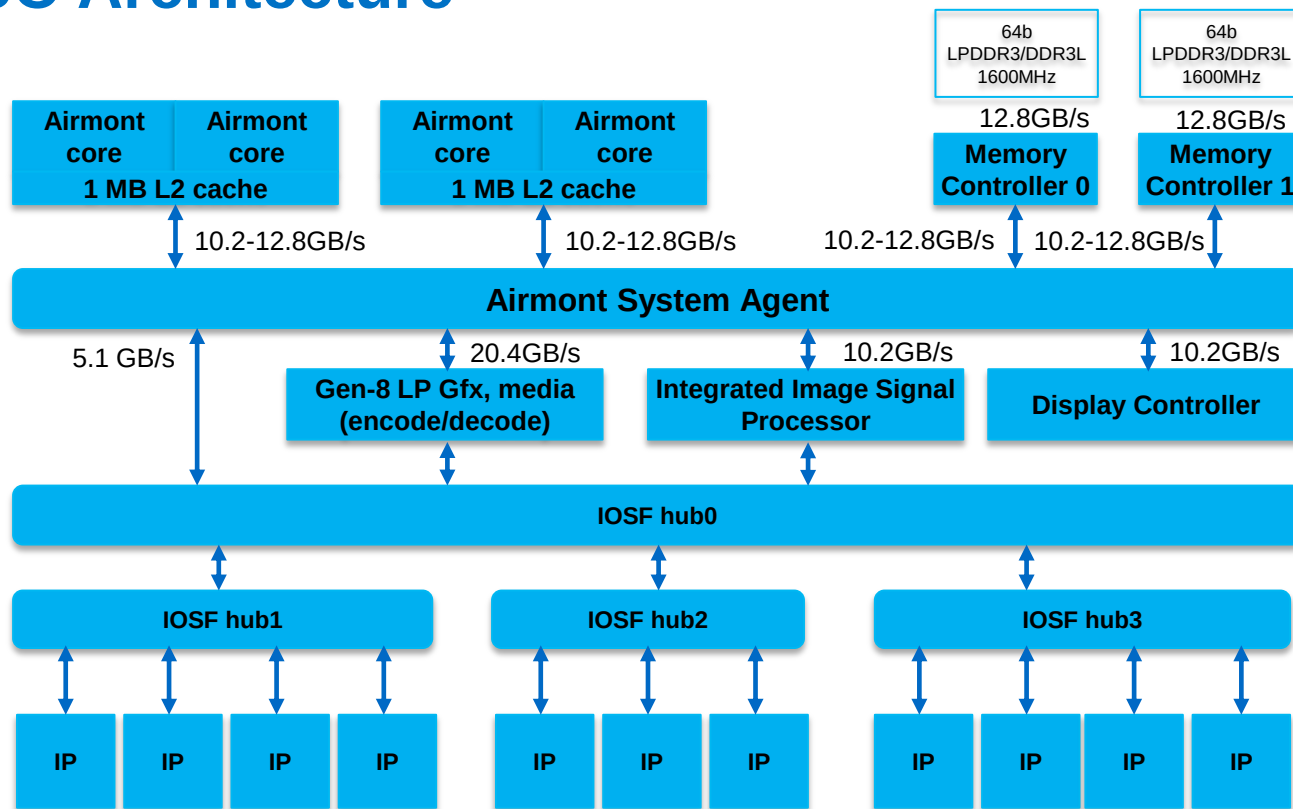 Architecture
64b
LPDDR3/DDR3L
1600MHz
64b
LPDDR3/DDR3L
1600MHz
12.8GB/s
12.8GB/s
Airmont
core
Airmont
core
1 MB L2 cache
Airmont
core
Airmont
core
1 MB L2 cache
Memory
Controller 0
Memory
Controller 1
10.2-12.8GB/s
10.2-12.8GB/s
10.2-12.8GB/s
10.2-12.8GB/s
Airmont System Agent
5.1 GB/s
20.4GB/s
10.2GB/s
10.2GB/s
Gen-8 LP Gfx, media
(encode/decode)
Integrated Image Signal
Processor
Display Controller
IOSF hub0
IOSF hub1
IOSF hub2
IOSF hub3
IP
IP
IP
IP
IP
IP
IP
IP
IP
IP
IP